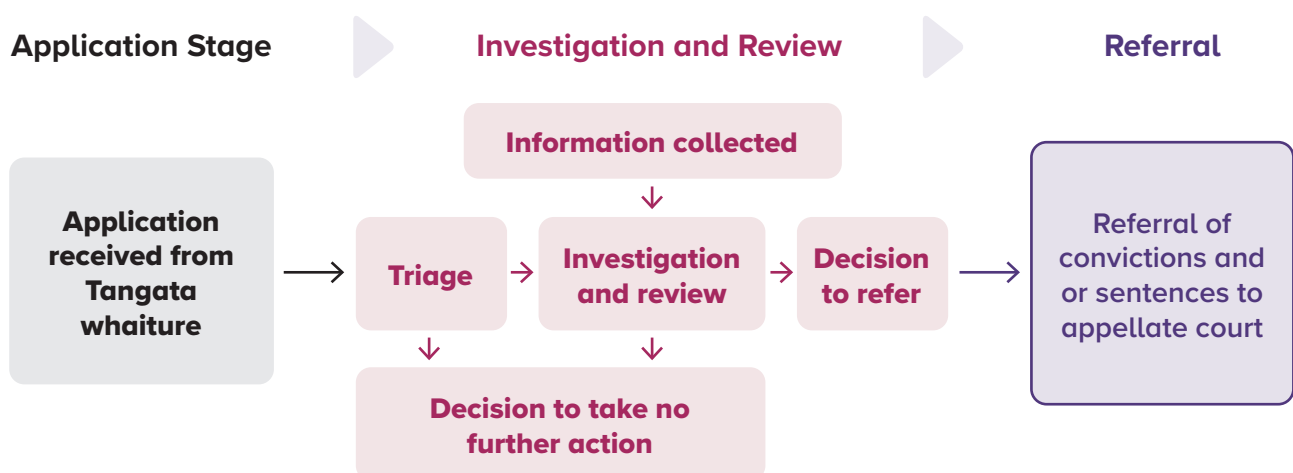 Application Stage
Investigation and Review
Referral
Information collected
Application
received from
Tangata
whaiture
Triage
Investigation
and review
Decision
to refer
Referral of
convictions and
or sentences to
appellate court
Decision to take no
further action